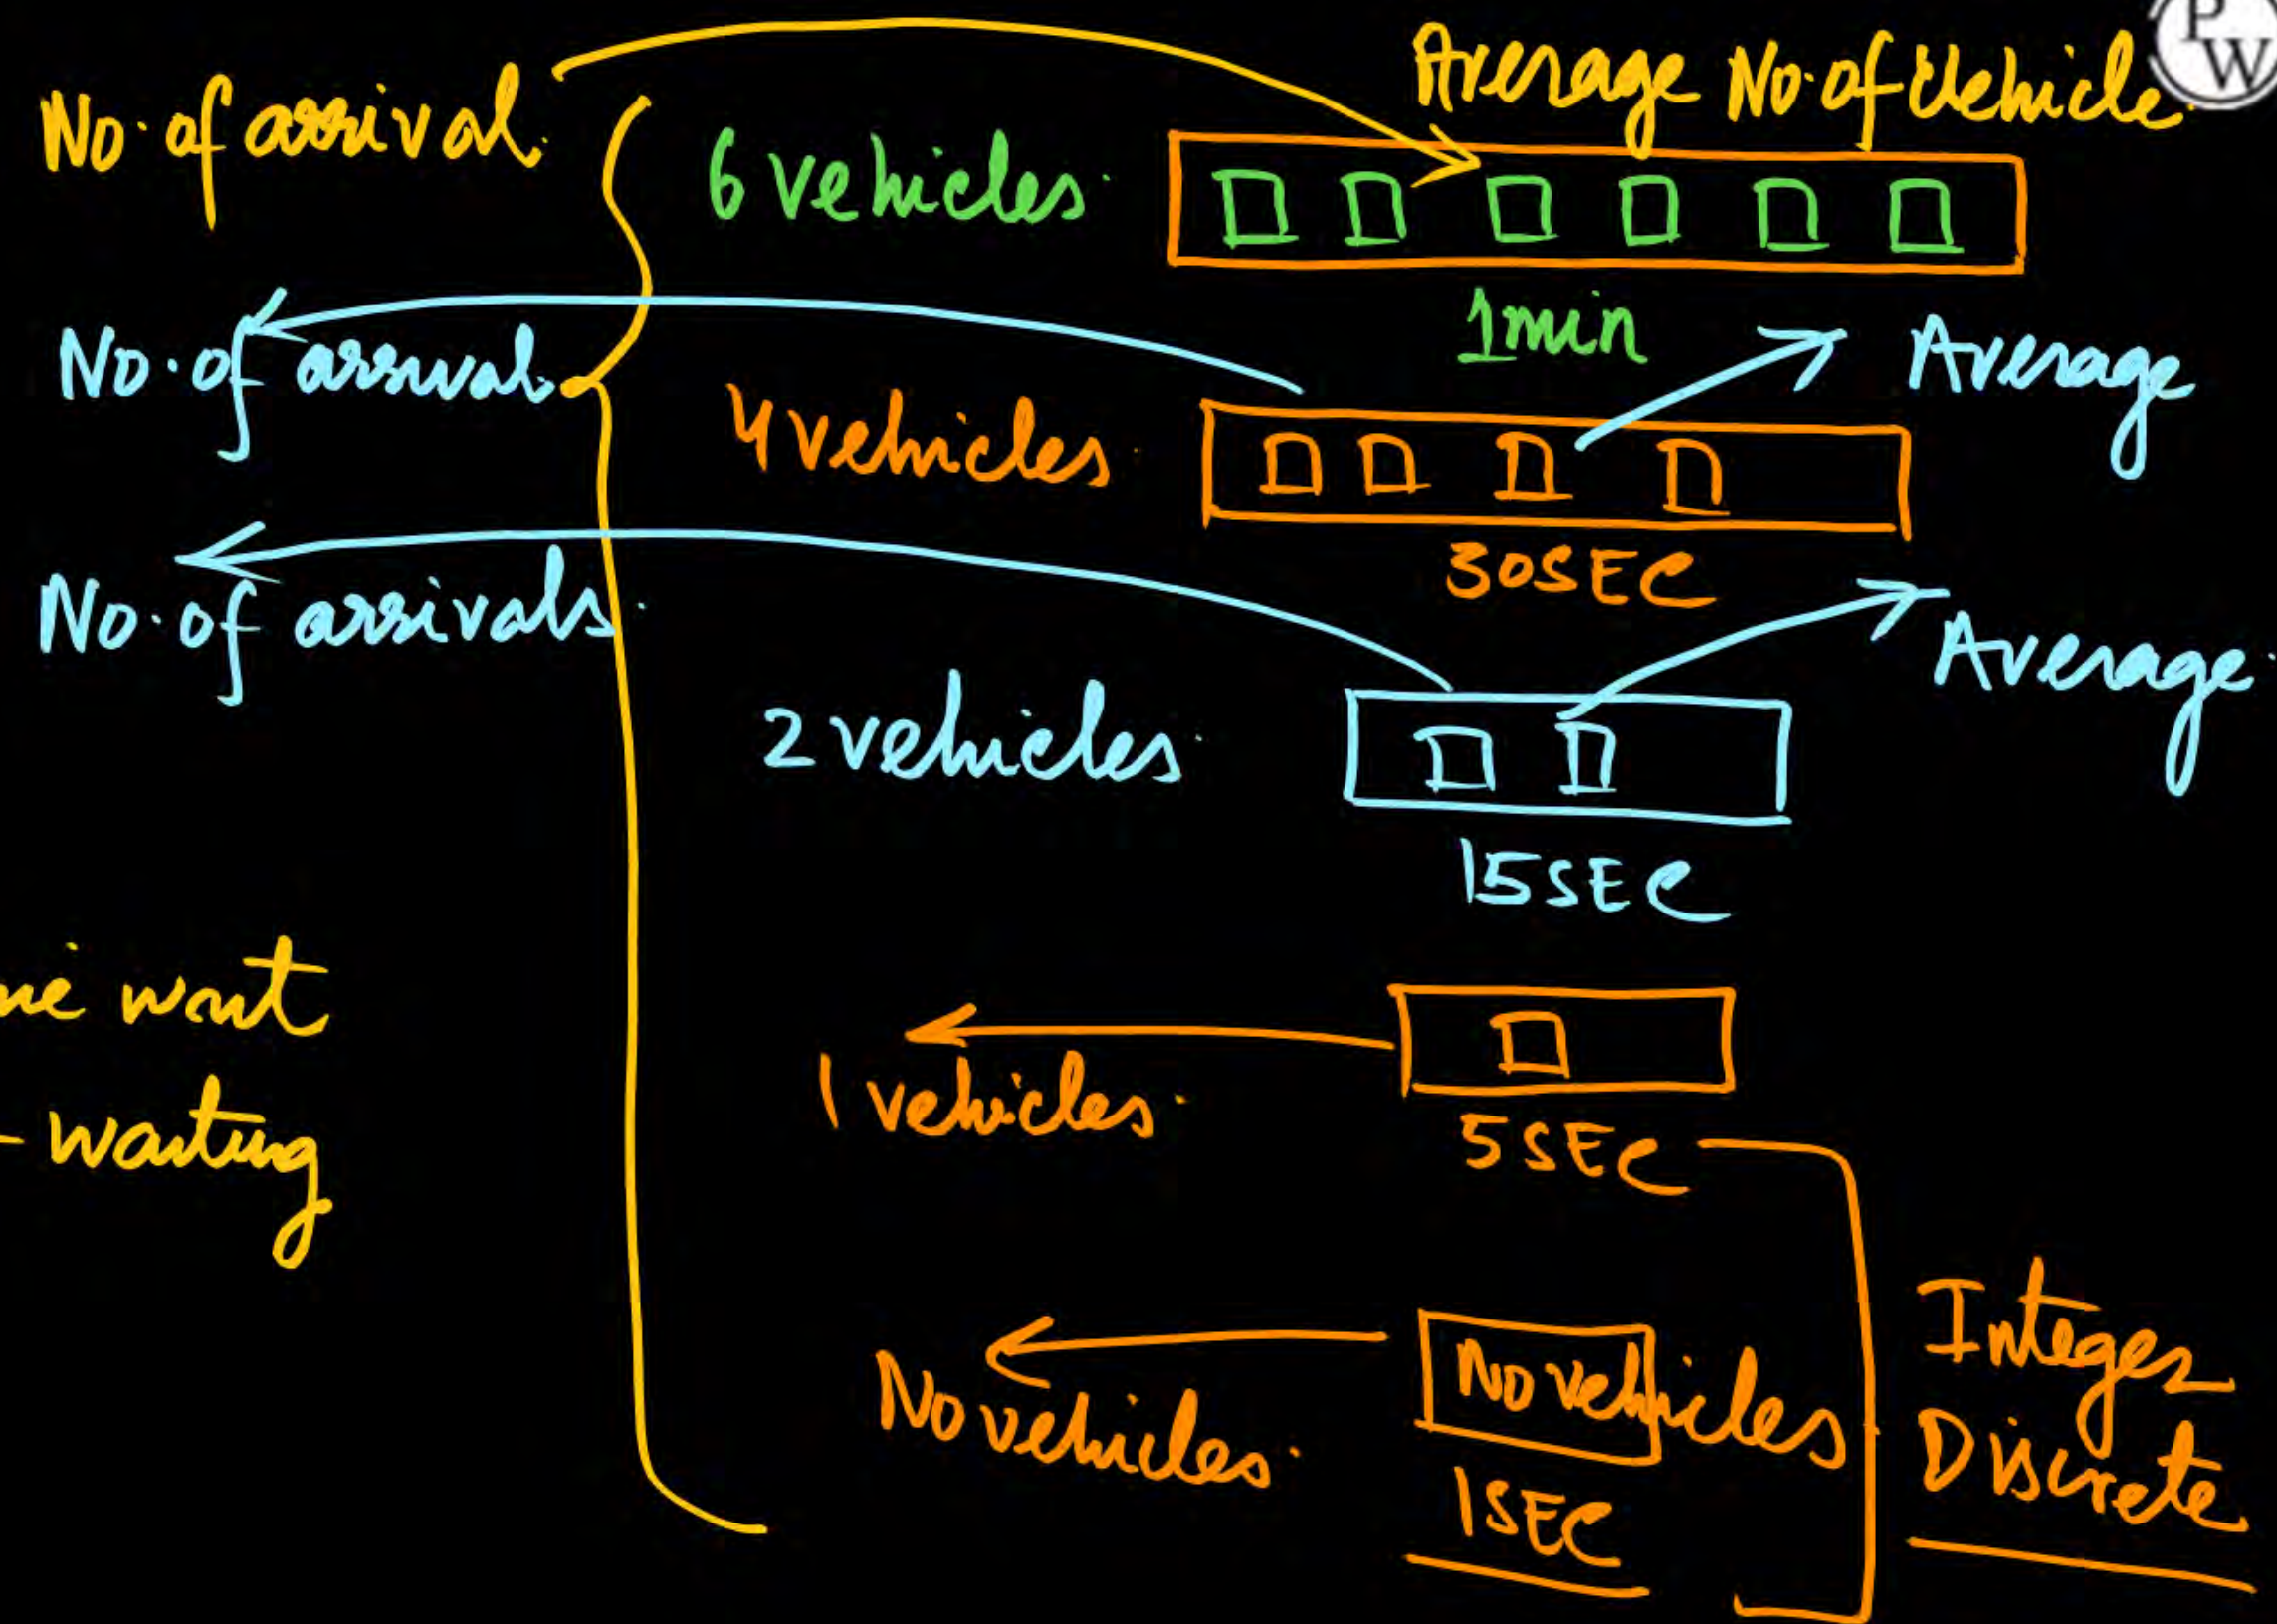 PW
Average No. of Vehicle.
No. of arrival.
6 vehicles.
1min
No. of arrival.
Average
4 vehicles.
30SEC
No. of arrivals.
Average.
2 vehicles.
15SEC
wait
- waiting
1 vehicles.
5SEC
No vehicles.
No vehicles
1SEC
Integer
Discrete